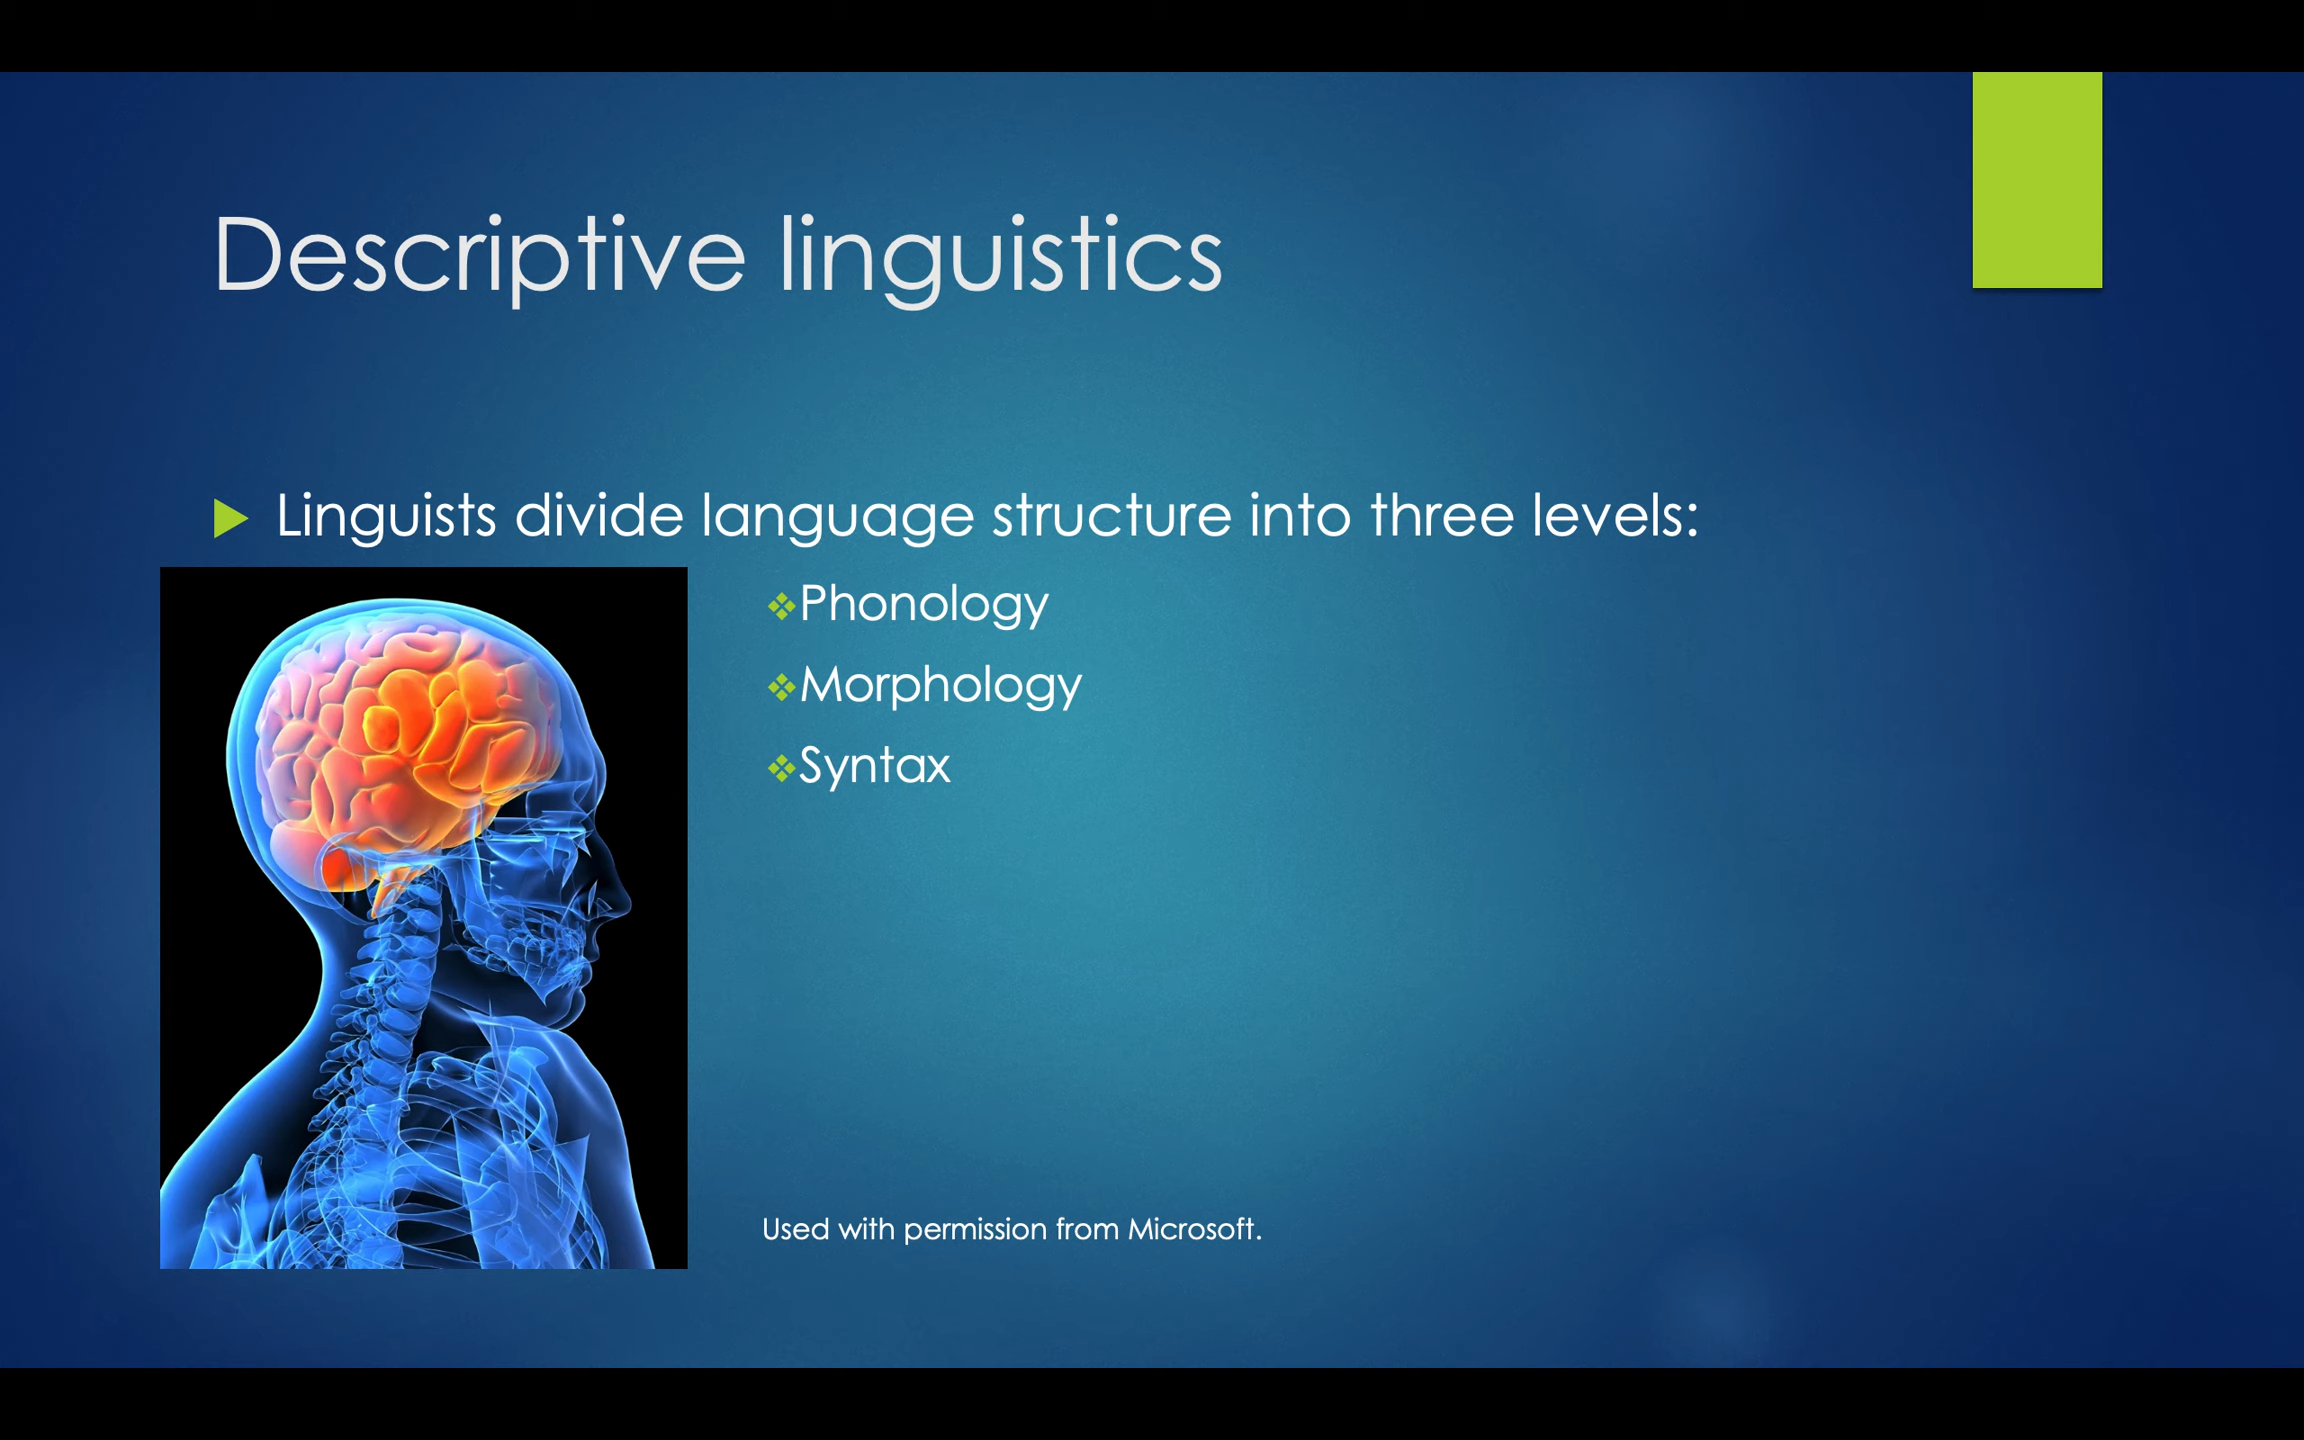 Descriptive linguistics
Linguists divide language structure into three levels:
Phonology
Morphology
Syntax
Used with permission from Microsoft.